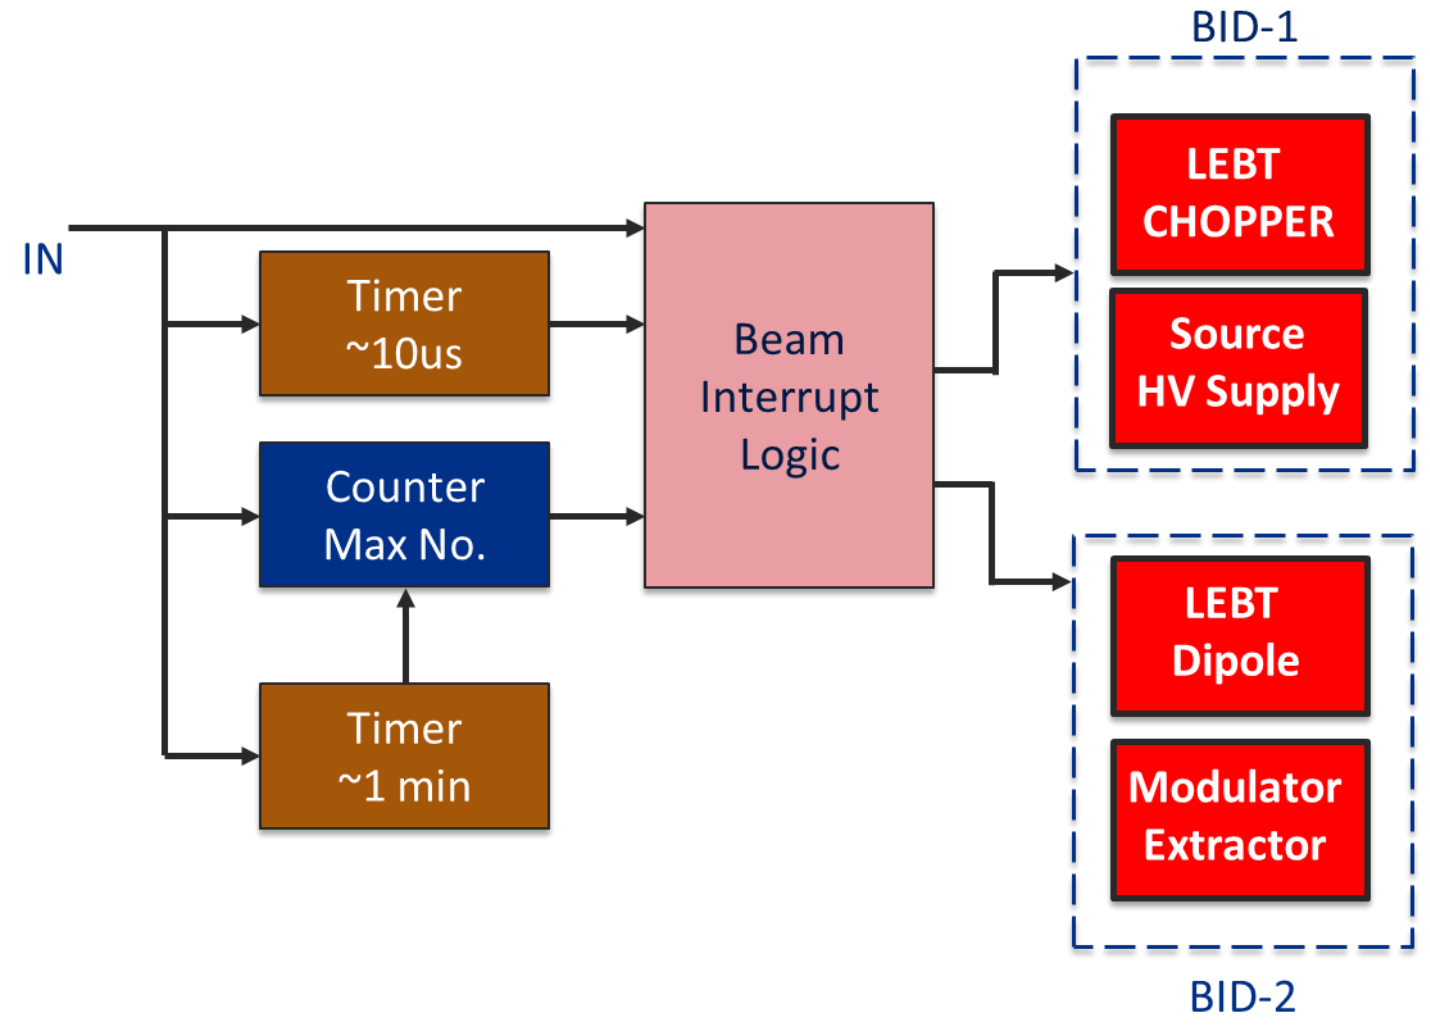 BID-1
LEBT
CHOPPER
Source
HV Supply
IN
Timer
~10us
Counter
Max No.
Timer
~1 min
Beam
Interrupt
Logic
LEBT
Dipole
Modulator
Extractor
BID-2